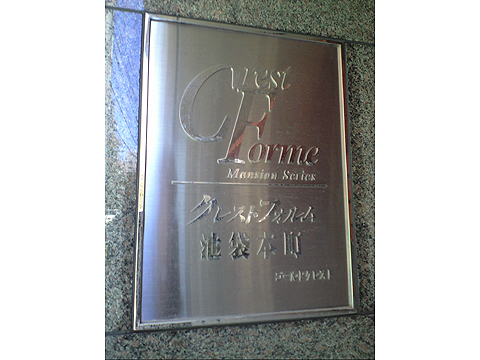 Crest
Forme
Mansion Series
クレストフォルム
池袋本町